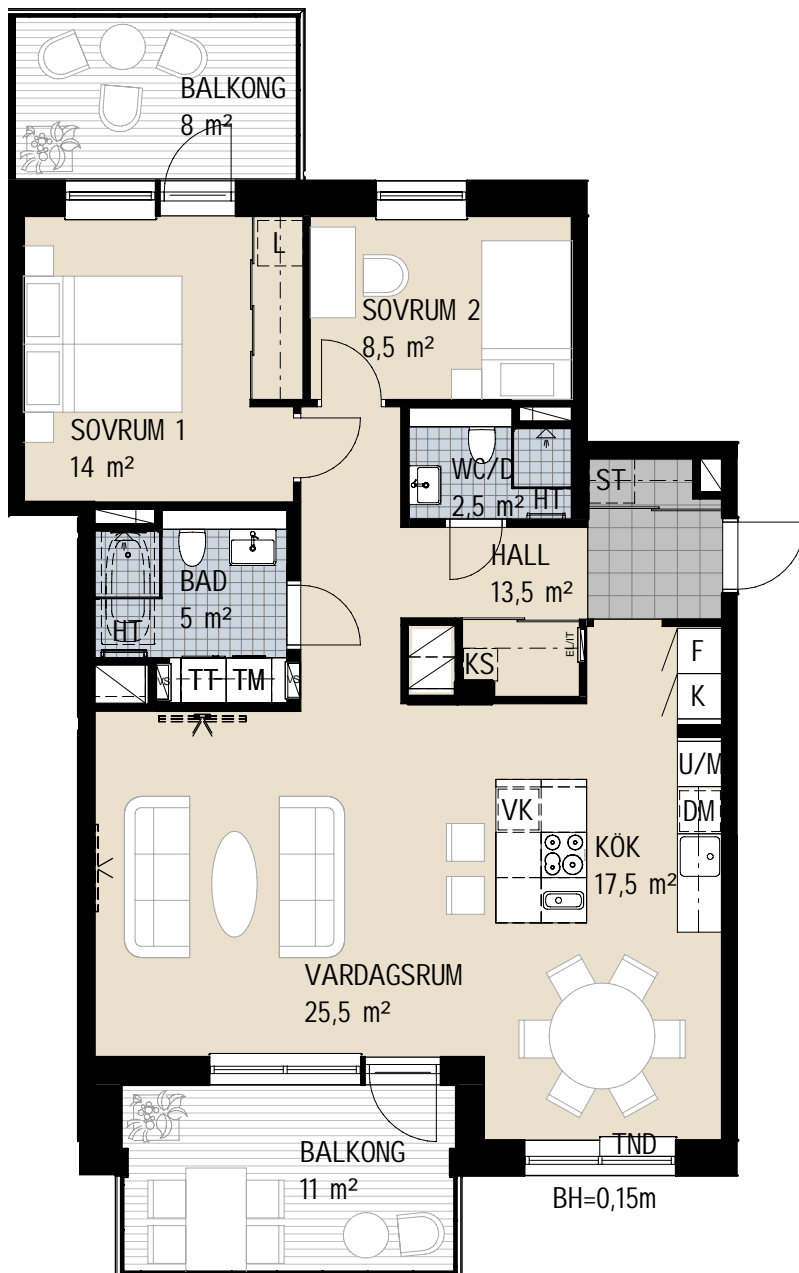 BALKONG
8 m²
L
SOVRUM 2
8,5 m²
SOVRUM 1
14 m²
WC/D
2,5 m²
HT
ST
HALL
13,5 m²
BAD
5 m²
HT
KS
EL/IT
F
K
VS
TT
TM
VS
U/M
DM
VK
KÖK
17,5 m²
VARDAGSRUM
25,5 m²
BALKONG
11 m²
TND
BH=0,15m